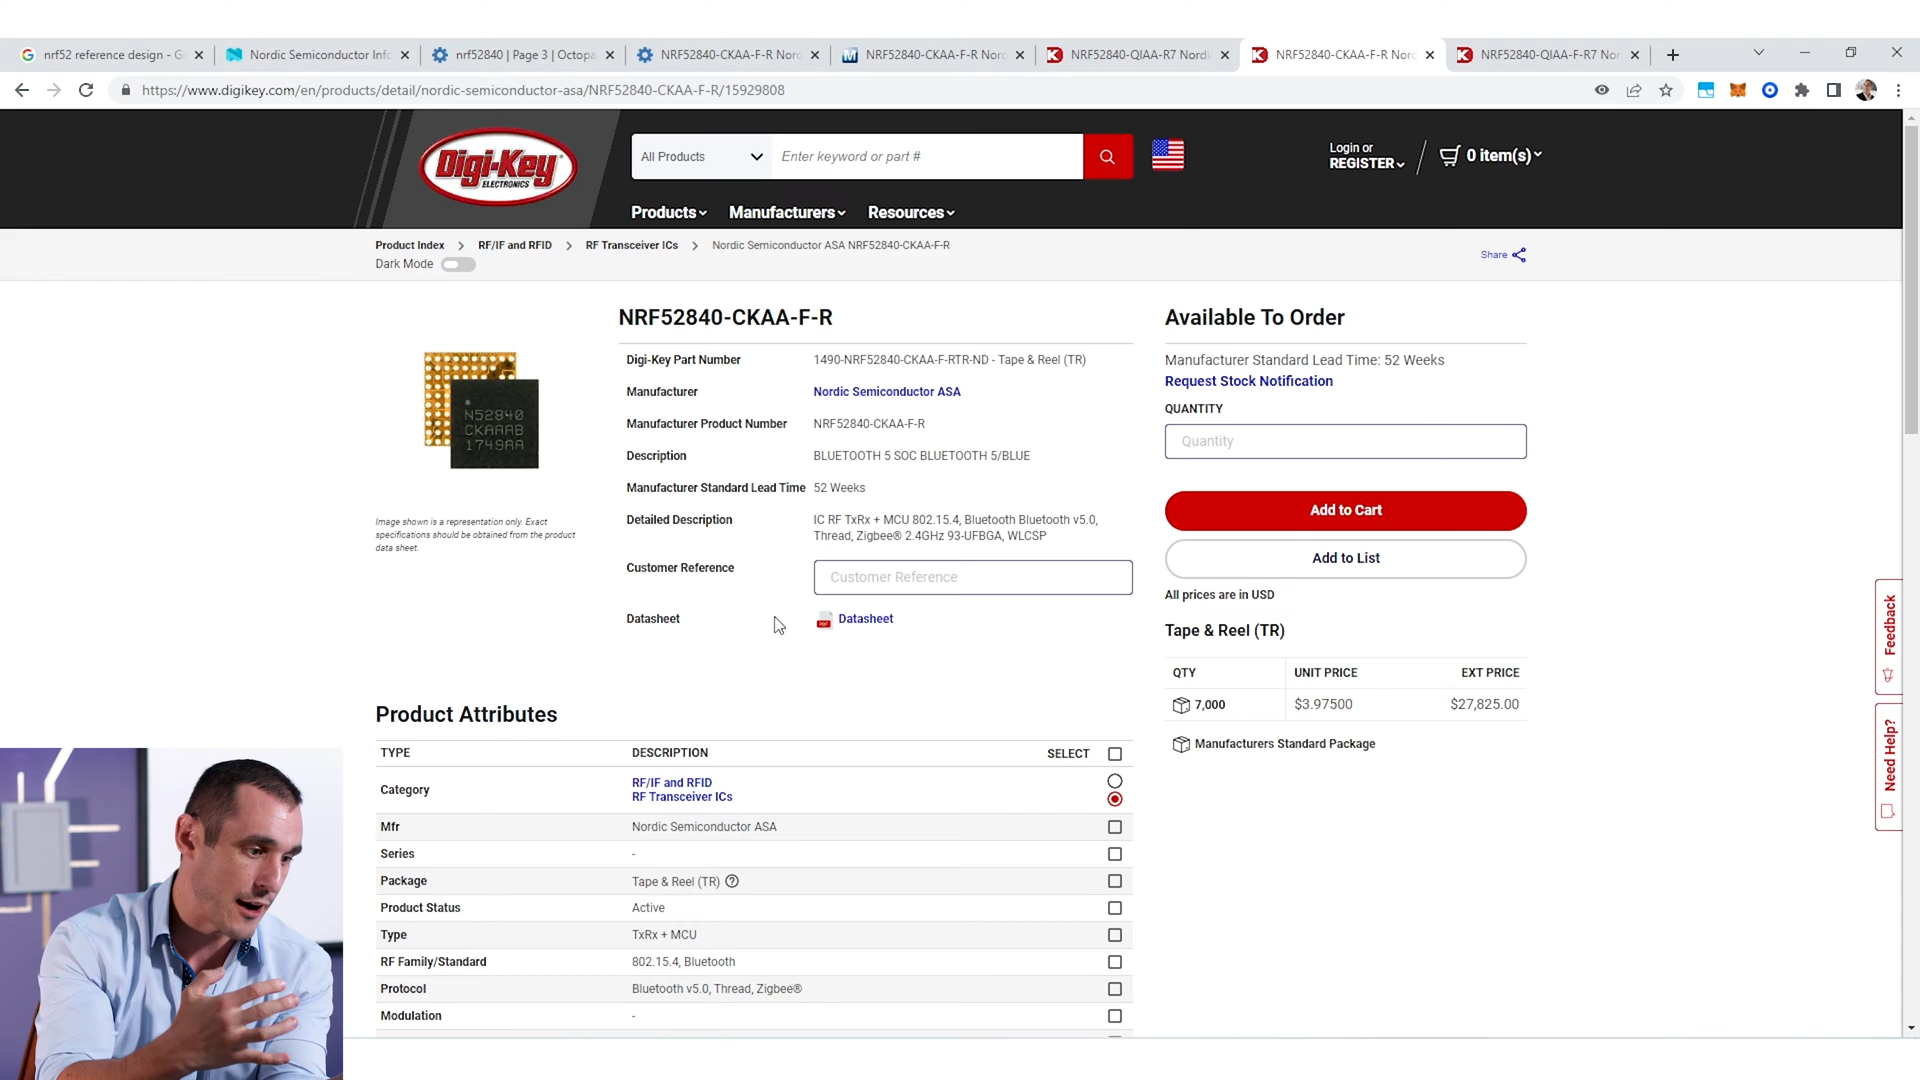 nrf52 reference design - G
Nordic Semiconductor Info
nrf52840 | Page 3 | Octopa
NRF52840-CKAA-F-R Nord
NRF52840-CKAA-F-R Nord
NRF52840-QIAA-R7 Nordi
NRF52840-CKAA-F-R Nord
NRF52840-QIAA-F-R7 Nor
https://www.digikey.com/en/products/detail/nordic-semiconductor-asa/NRF52840-CKAA-F-R/15929808
Digi-Key
ELECTRONICS
All Products
Enter keyword or part #
Login or
REGISTER
0 item(s)
Products
Manufacturers
Resources
Product Index > RF/IF and RFID > RF Transceiver ICs > Nordic Semiconductor ASA NRF52840-CKAA-F-R
Dark Mode
Share
N52840
CKAAAB
1749AA
Image shown is a representation only. Exact
specifications should be obtained from the product
data sheet.
NRF52840-CKAA-F-R
Digi-Key Part Number 1490-NRF52840-CKAA-F-RTR-ND - Tape & Reel (TR)
Manufacturer Nordic Semiconductor ASA
Manufacturer Product Number NRF52840-CKAA-F-R
Description BLUETOOTH 5 SOC BLUETOOTH 5/BLUE
Manufacturer Standard Lead Time 52 Weeks
Detailed Description IC RF TxRx + MCU 802.15.4, Bluetooth Bluetooth v5.0,
Thread, Zigbee® 2.4GHz 93-UFBGA, WLCSP
Customer Reference Customer Reference
Datasheet Datasheet
Available To Order
Manufacturer Standard Lead Time: 52 Weeks
Request Stock Notification
QUANTITY
Quantity
Add to Cart
Add to List
All prices are in USD
Tape & Reel (TR)
QTY UNIT PRICE EXT PRICE
7,000 $3.97500 $27,825.00
Manufacturers Standard Package
Feedback
Need Help?
Product Attributes
TYPE DESCRIPTION SELECT
Category RF/IF and RFID
RF Transceiver ICs
Mfr Nordic Semiconductor ASA
Series -
Package Tape & Reel (TR) ?
Product Status Active
Type TxRx + MCU
RF Family/Standard 802.15.4, Bluetooth
Protocol Bluetooth v5.0, Thread, Zigbee®
Modulation -